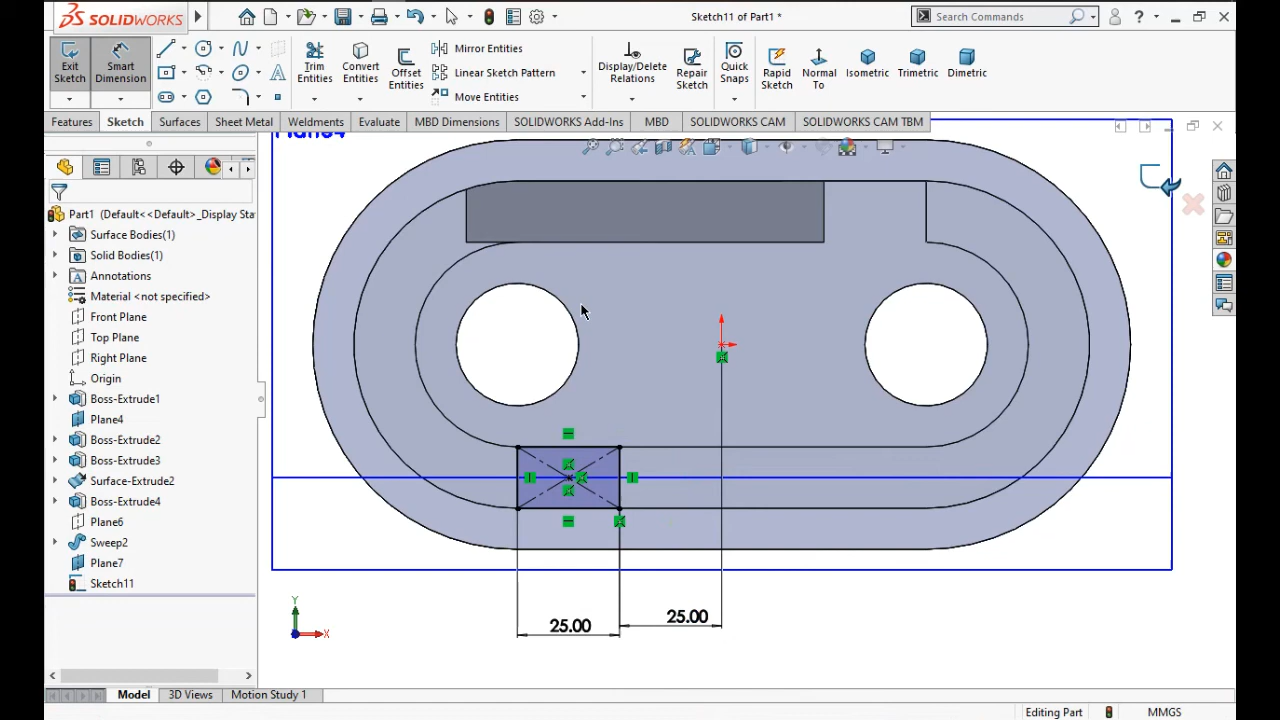 SOLIDWORKS
Sketch11 of Part1 *
Search Commands
Exit Sketch
Smart Dimension
Trim Entities
Convert Entities
Offset Entities
Mirror Entities
Linear Sketch Pattern
Move Entities
Display/Delete Relations
Repair Sketch
Quick Snaps
Rapid Sketch
Normal To
Isometric
Trimetric
Dimetric
Features
Sketch
Surfaces
Sheet Metal
Weldments
Evaluate
MBD Dimensions
SOLIDWORKS Add-Ins
MBD
SOLIDWORKS CAM
SOLIDWORKS CAM TBM
Part1 (Default<<Default>_Display Sta
Surface Bodies(1)
Solid Bodies(1)
Annotations
Material <not specified>
Front Plane
Top Plane
Right Plane
Origin
Boss-Extrude1
Plane4
Boss-Extrude2
Boss-Extrude3
Surface-Extrude2
Boss-Extrude4
Plane6
Sweep2
Plane7
Sketch11
25.00
25.00
Y
X
Model
3D Views
Motion Study 1
Editing Part
MMGS